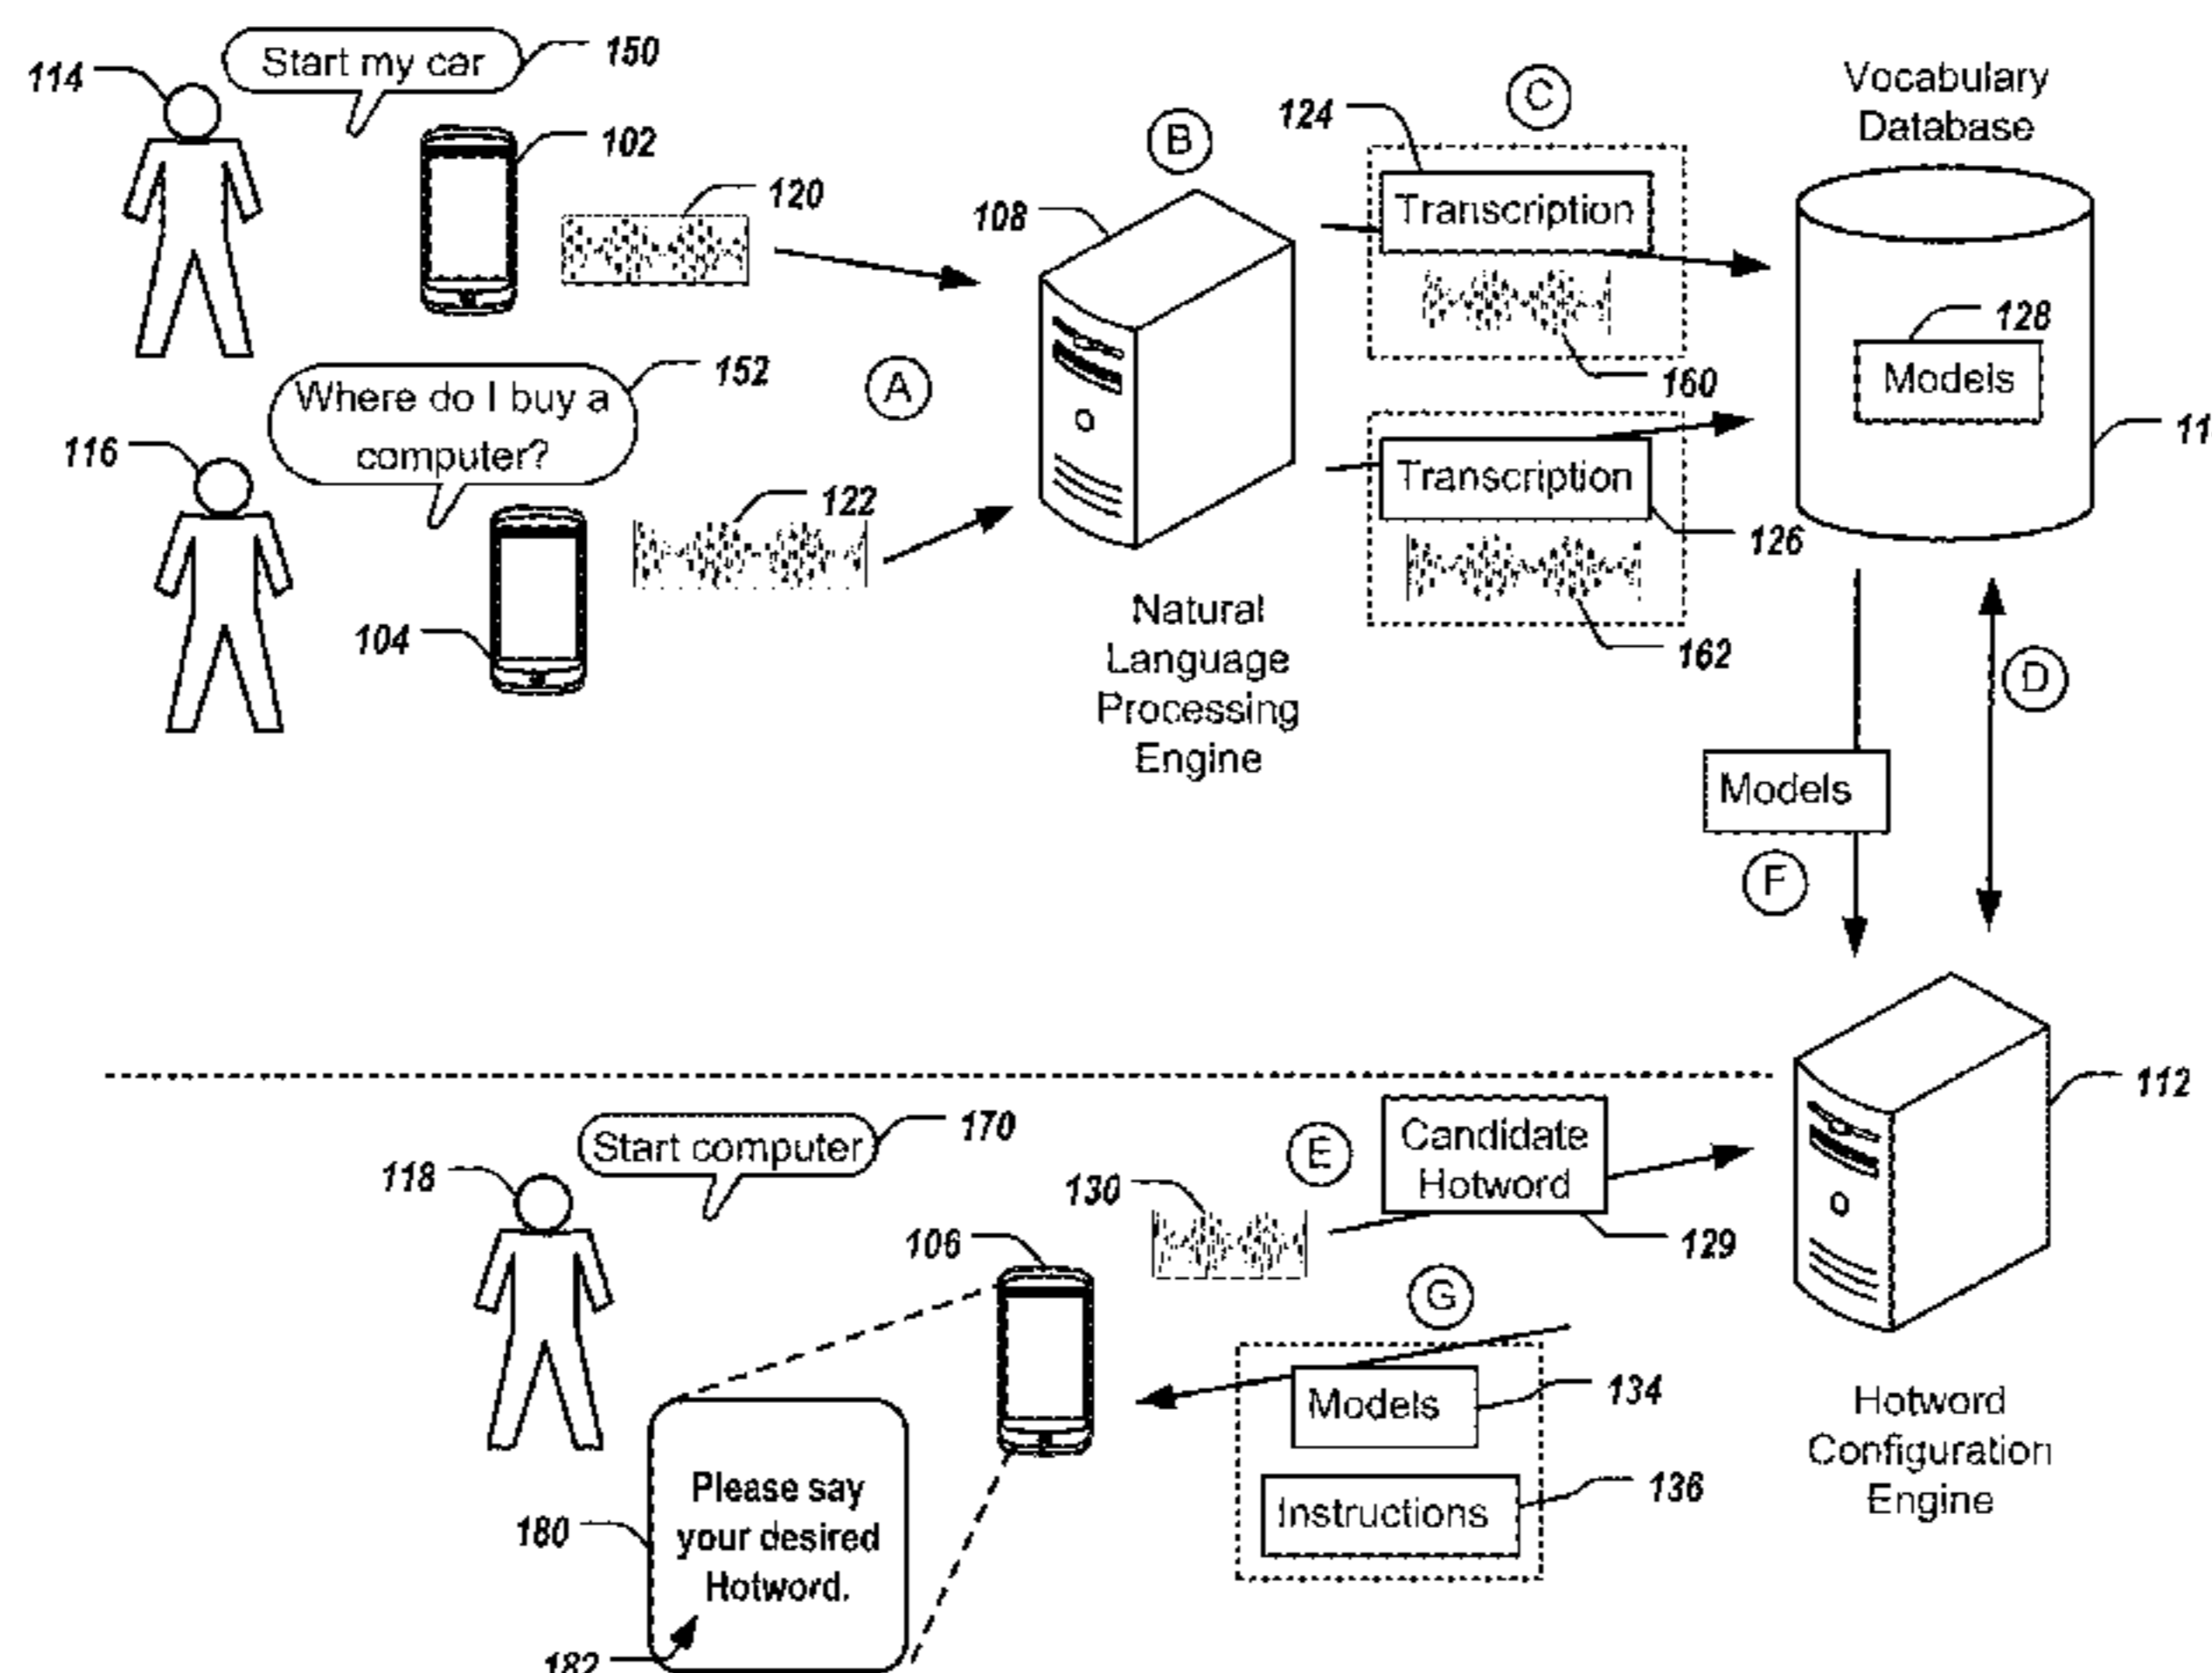 Start my car
150
114
102
120
Where do I buy a
computer?
152
116
122
104
A
B
108
Natural
Language
Processing
Engine
C
124
Transcription
160
Transcription
126
162
Vocabulary
Database
128
Models
11
D
Models
F
112
Hotword
Configuration
Engine
Start computer
170
118
130
E
Candidate
Hotword
129
106
G
Models
134
Instructions
136
Please say
your desired
Hotword.
180
182